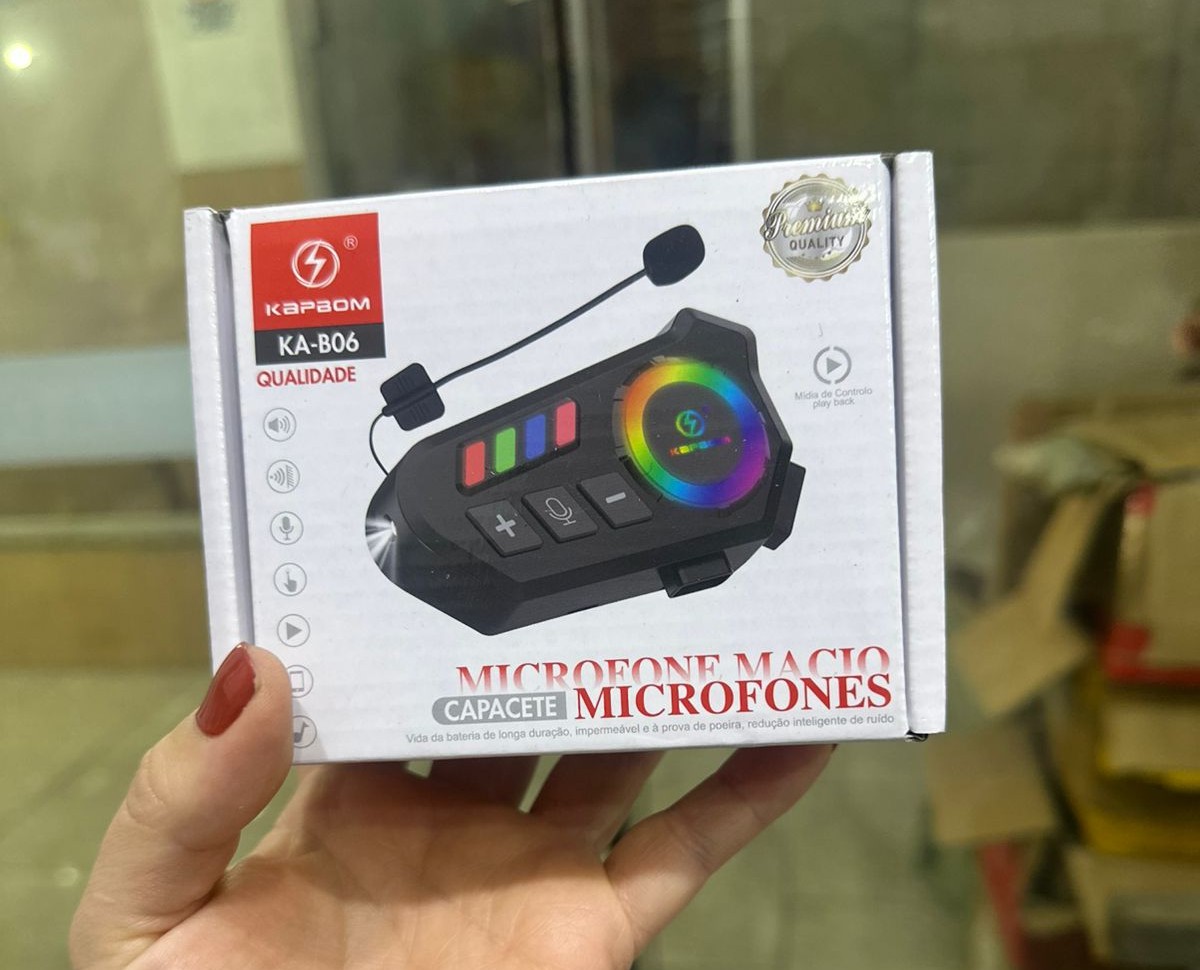 ®
KAPBOM
KA-B06
QUALIDADE
Premium
QUALITY
Mídia de Controlo
play back
KAPBOM
+
-
MICROFONE MACIO
CAPACETE MICROFONES
Vida da bateria de longa duração, impermeável e à prova de poeira, redução inteligente de ruído